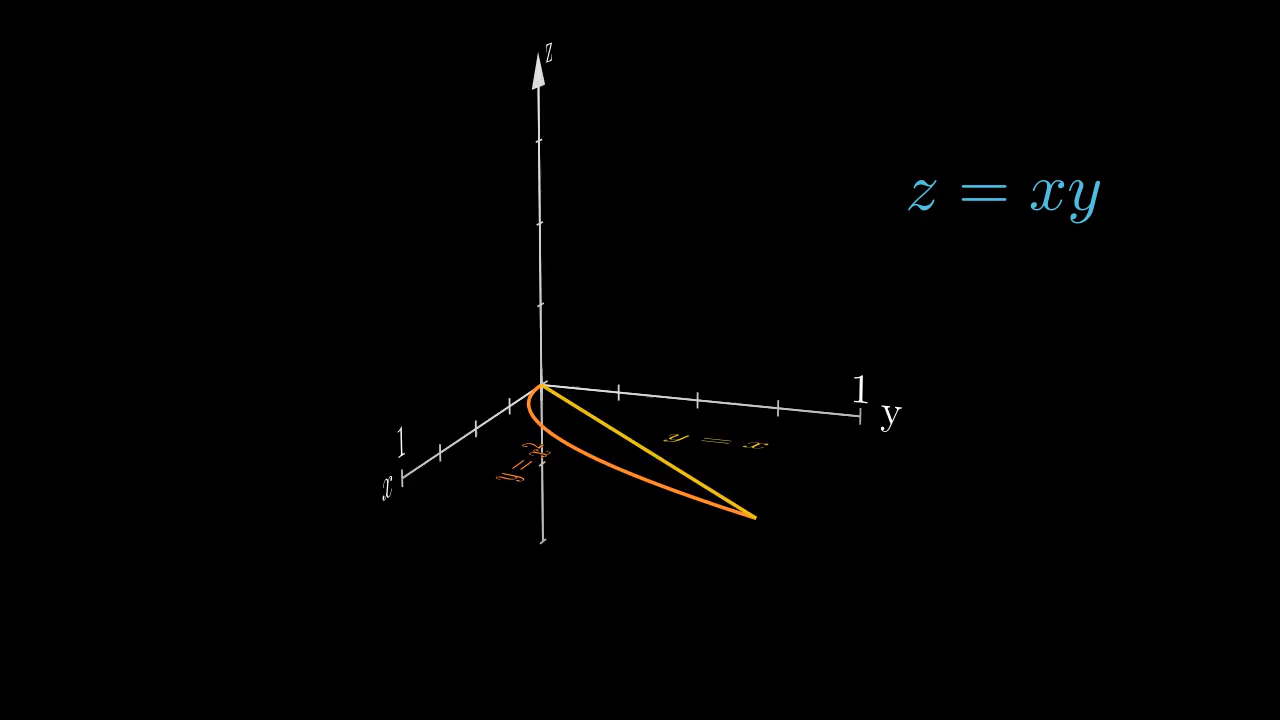 z
z = xy
1
y
1
y = x
y = x²
x